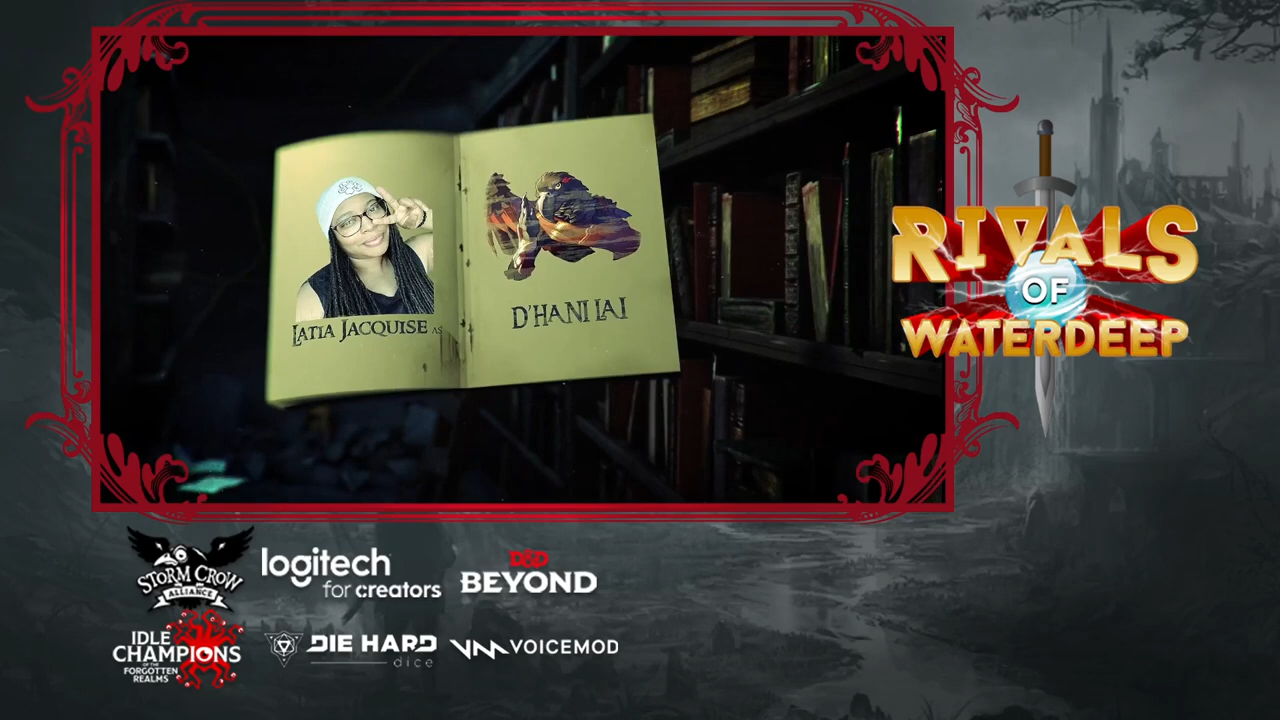 LATIA JACQUISE AS
D'HANI LAI
RIVALS
OF
WATERDEEP
STORM CROW
ALLIANCE
logitech
for creators
D&D
BEYOND
IDLE
CHAMPIONS
OF THE
FORGOTTEN
REALMS
DIE HARD
dice
VM VOICEMOD